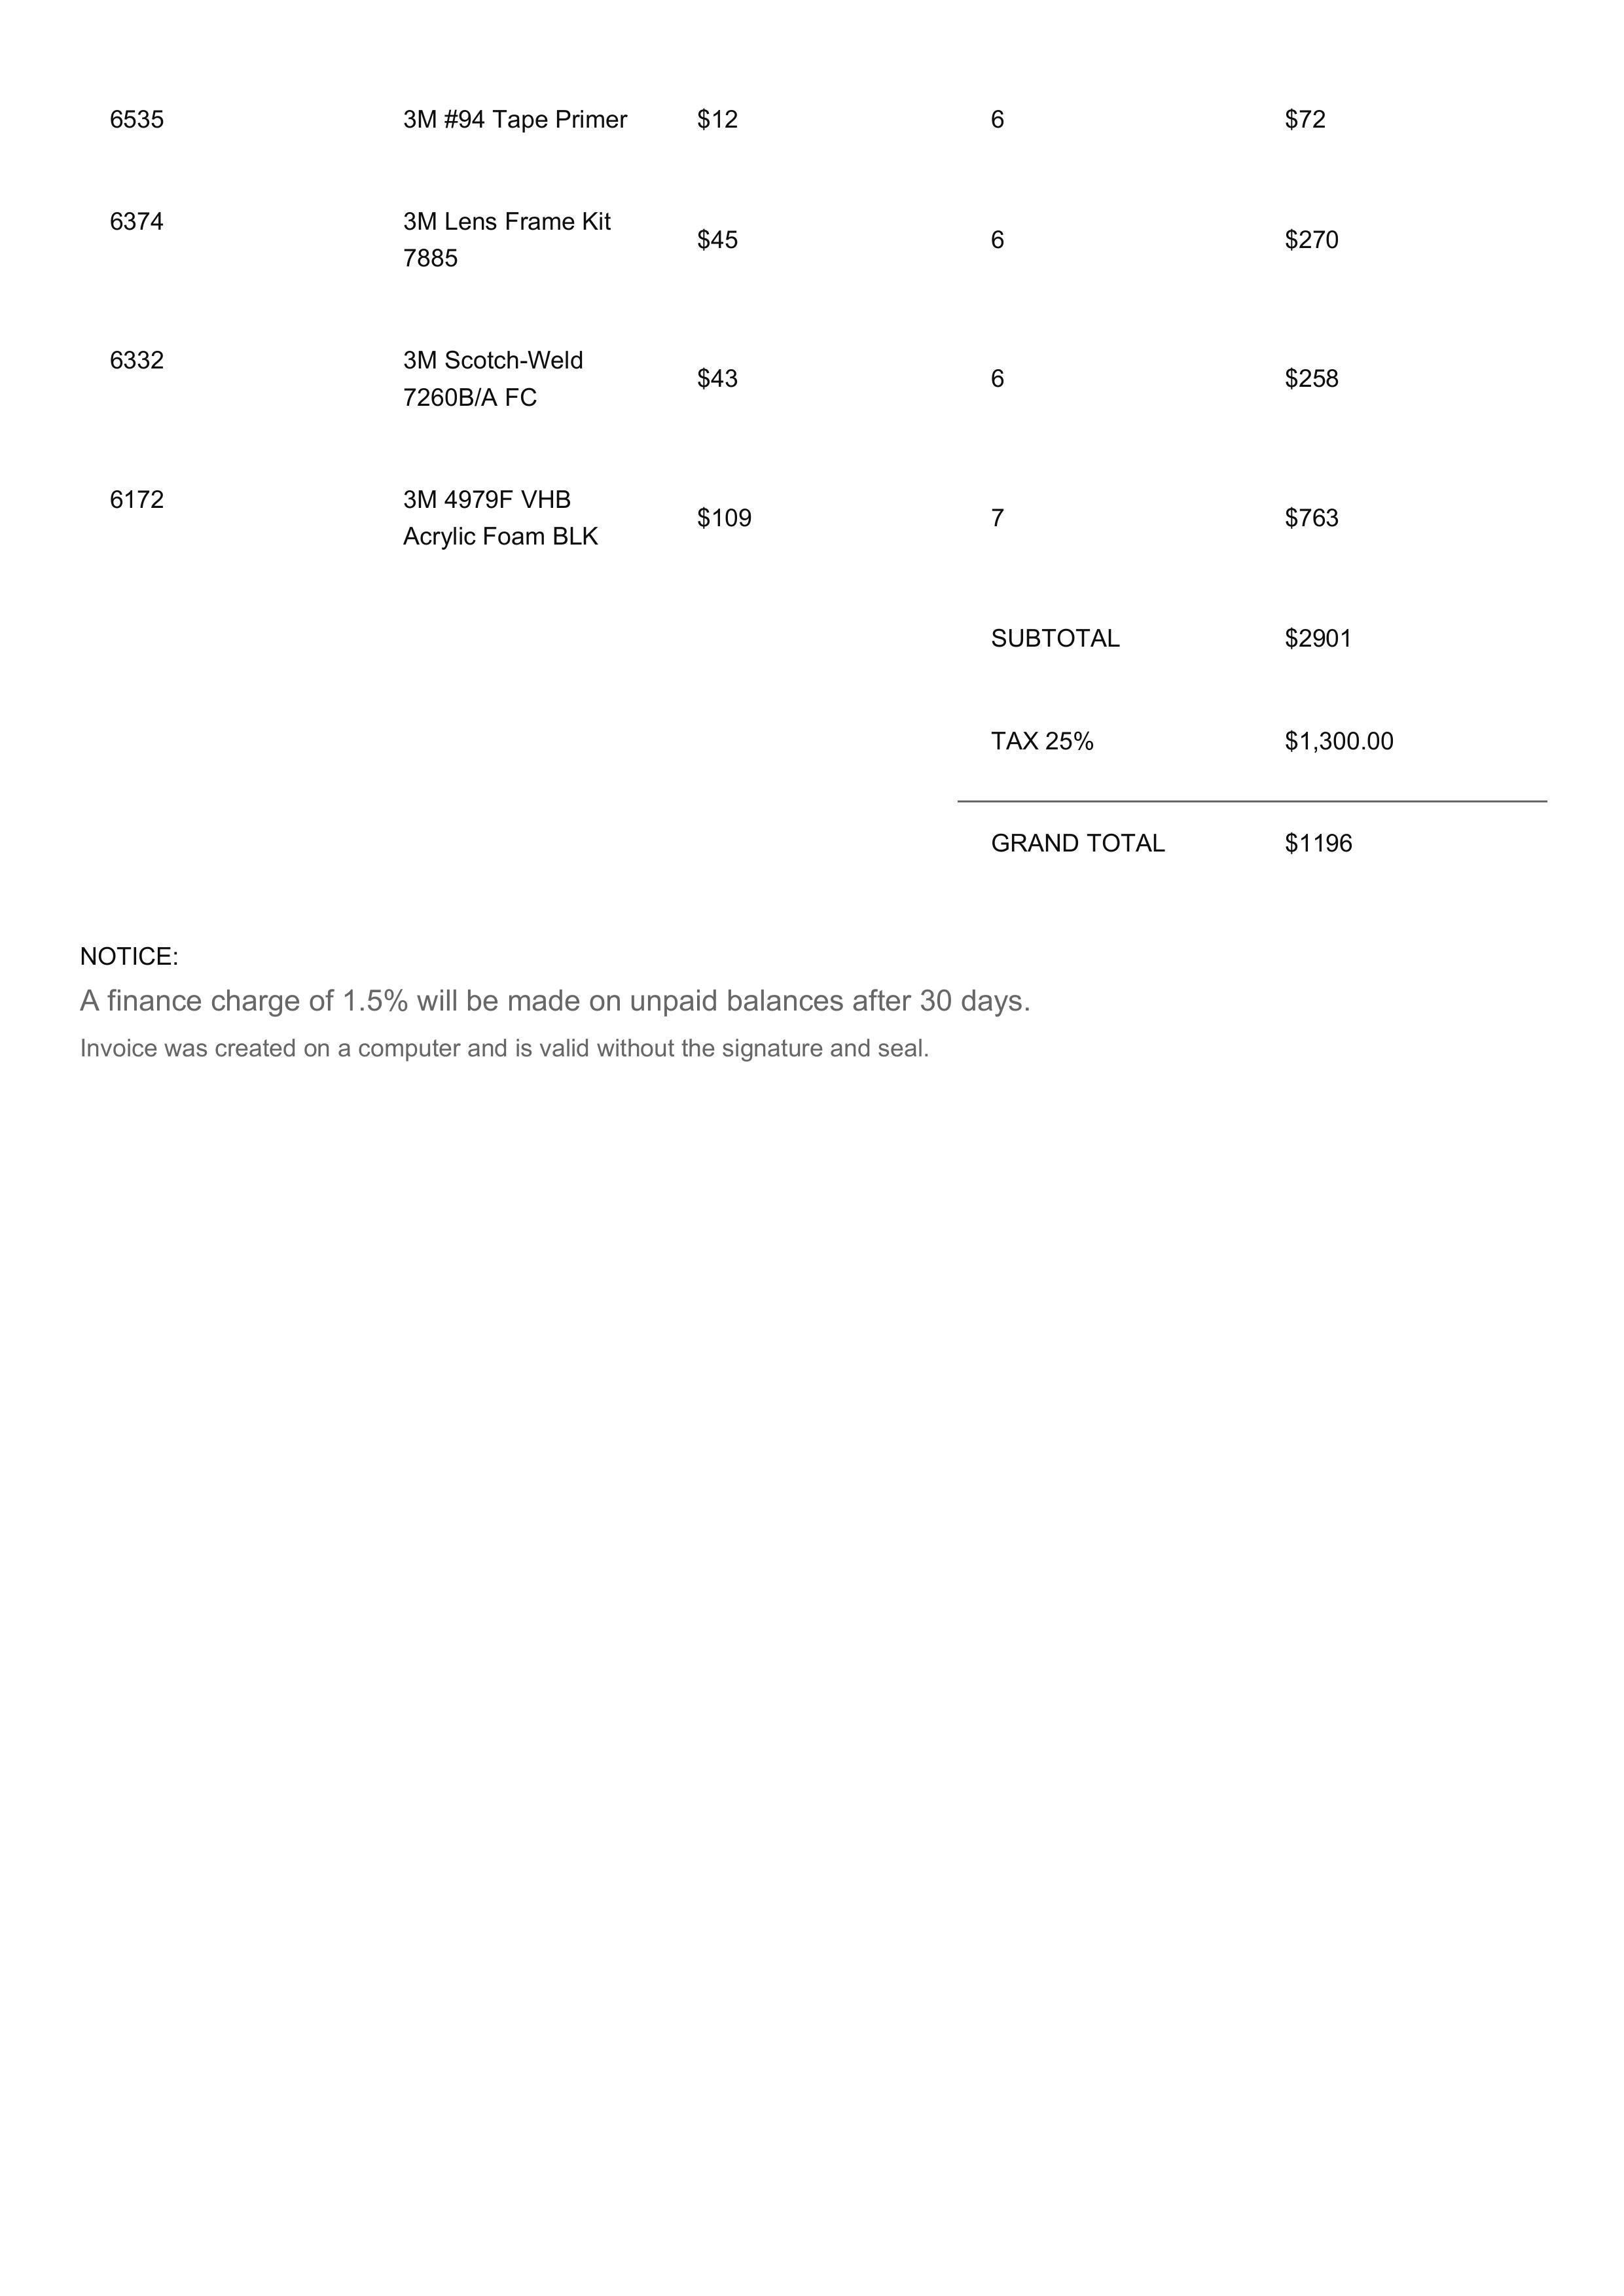 6535 3M #94 Tape Primer $12 6 $72
6374 3M Lens Frame Kit
7885 $45 6 $270
6332 3M Scotch-Weld
7260B/A FC $43 6 $258
6172 3M 4979F VHB
Acrylic Foam BLK $109 7 $763
SUBTOTAL $2901
TAX 25% $1,300.00
GRAND TOTAL $1196
NOTICE:
A finance charge of 1.5% will be made on unpaid balances after 30 days.
Invoice was created on a computer and is valid without the signature and seal.